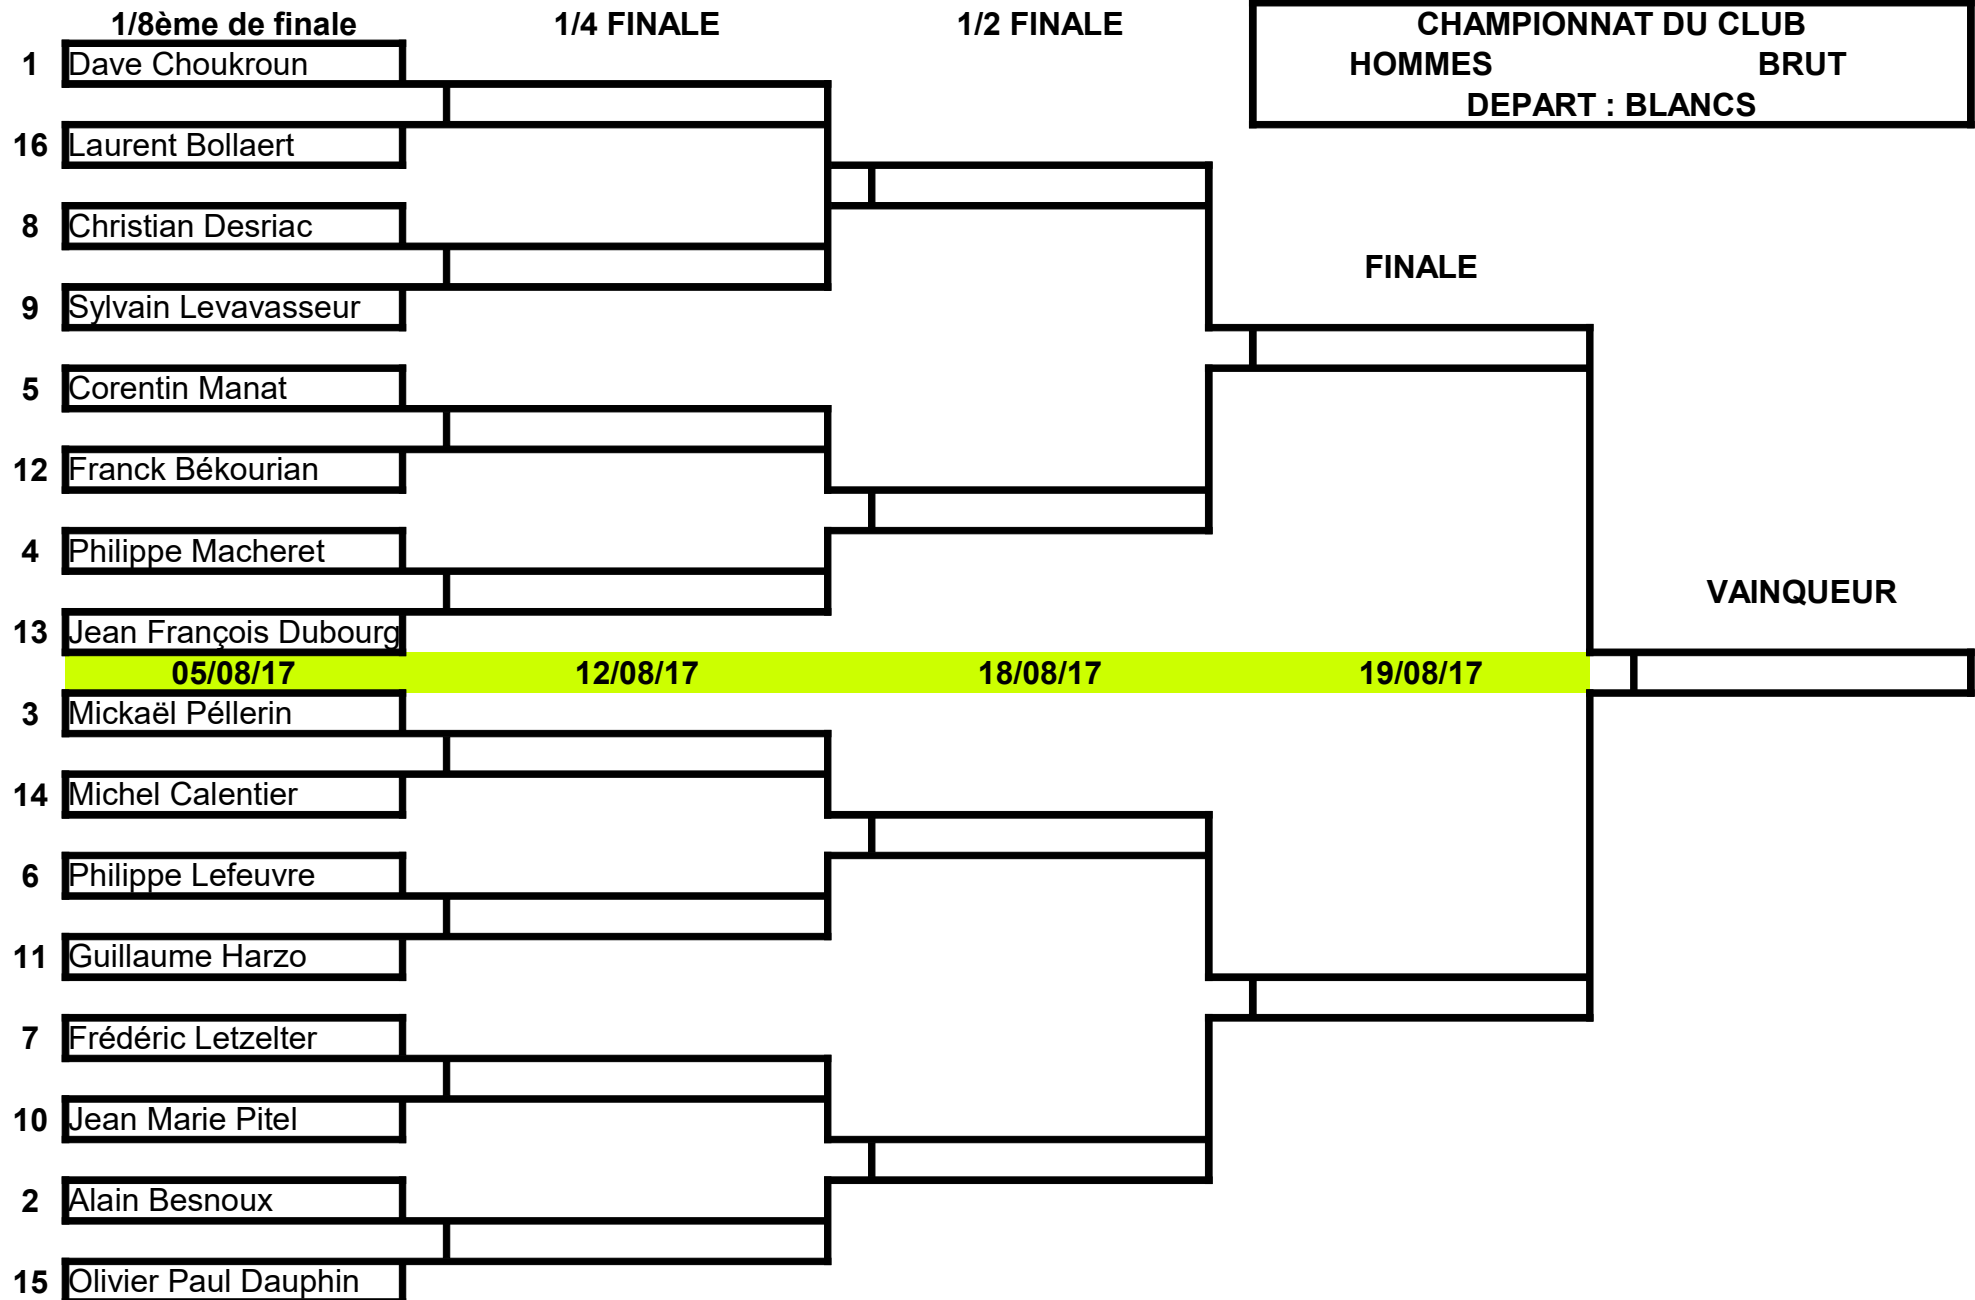 1/8ème de finale 1/4 FINALE 1/2 FINALE CHAMPIONNAT DU CLUB
1 Dave Choukroun HOMMES BRUT
DEPART : BLANCS
16 Laurent Bollaert
8 Christian Desriac
FINALE
9 Sylvain Levavasseur
5 Corentin Manat
12 Franck Békourian
4 Philippe Macheret
VAINQUEUR
13 Jean François Dubourg
05/08/17 12/08/17 18/08/17 19/08/17
3 Mickaël Péllerin
14 Michel Calentier
6 Philippe Lefeuvre
11 Guillaume Harzo
7 Frédéric Letzelter
10 Jean Marie Pitel
2 Alain Besnoux
15 Olivier Paul Dauphin